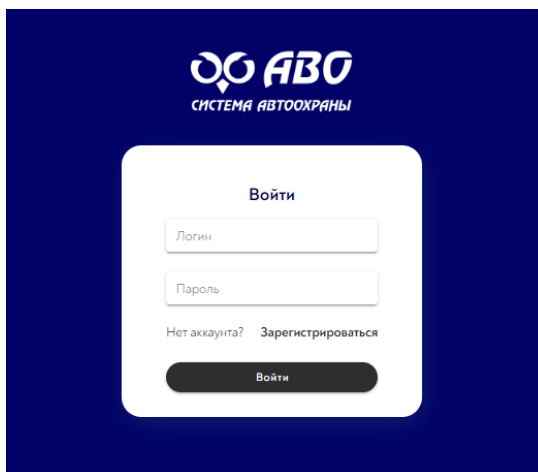 АВО
СИСТЕМА АВТООХРАНЫ
Войти
Логин
Пароль
Нет аккаунта? Зарегистрироваться
Войти